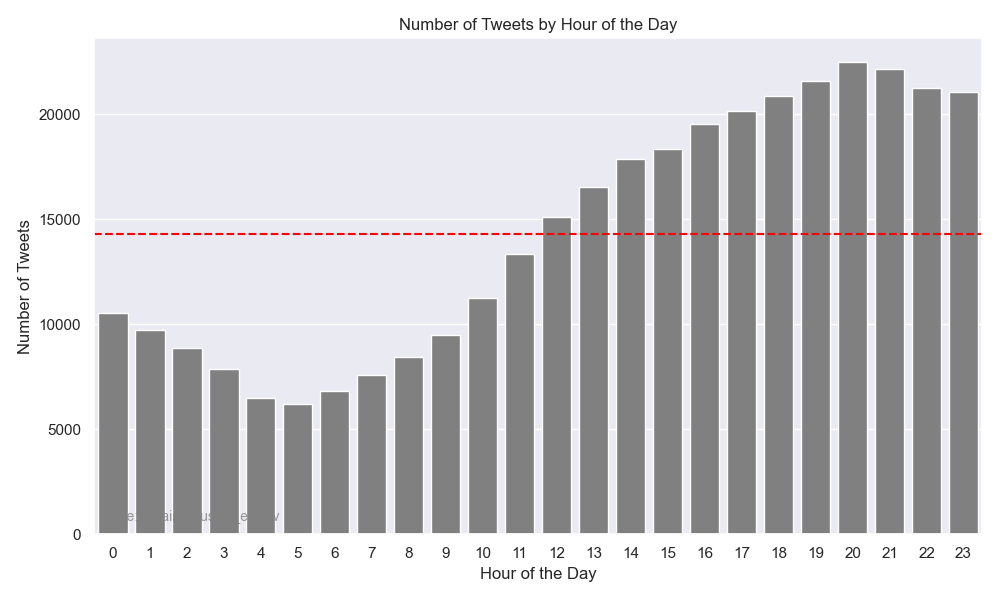 Number of Tweets by Hour of the Day
Number of Tweets
20000
15000
10000
5000
0
0 1 2 3 4 5 6 7 8 9 10 11 12 13 14 15 16 17 18 19 20 21 22 23
Hour of the Day